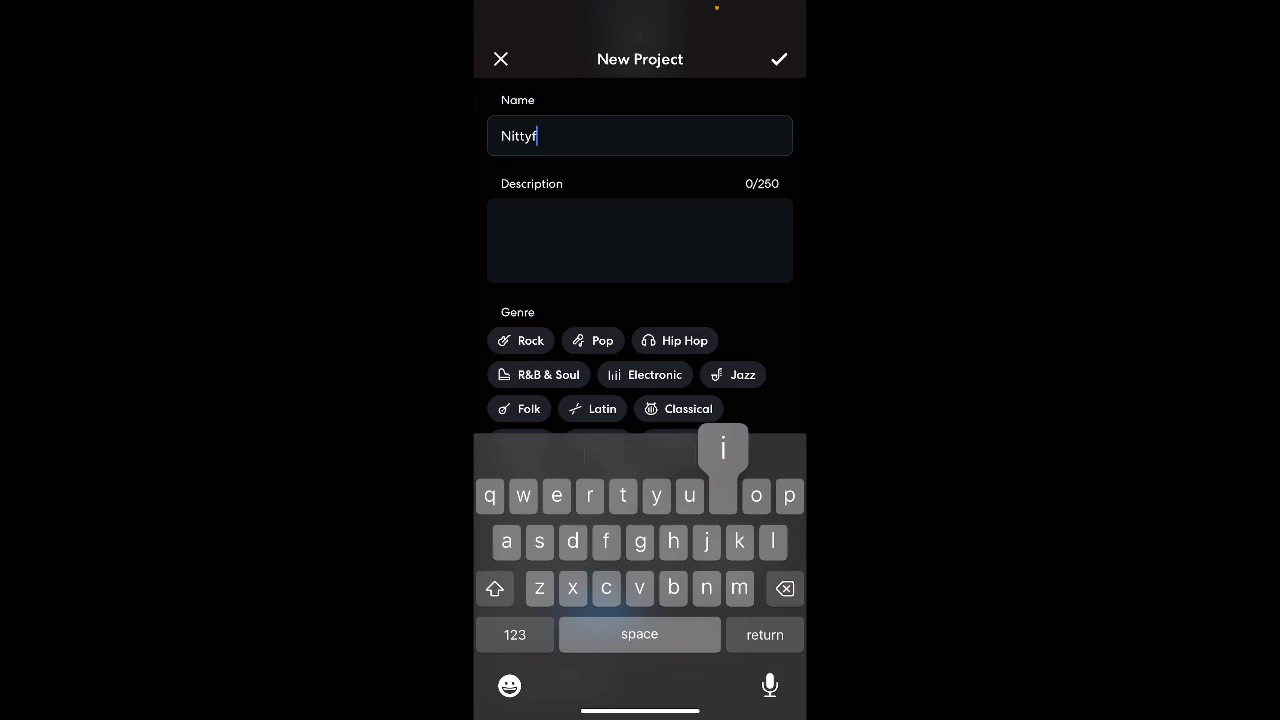 New Project
Name
Nittyf
Description 0/250
Genre
Rock Pop Hip Hop
R&B & Soul Electronic Jazz
Folk Latin Classical
i
q w e r t y u o p
a s d f g h j k l
z x c v b n m
123 space return